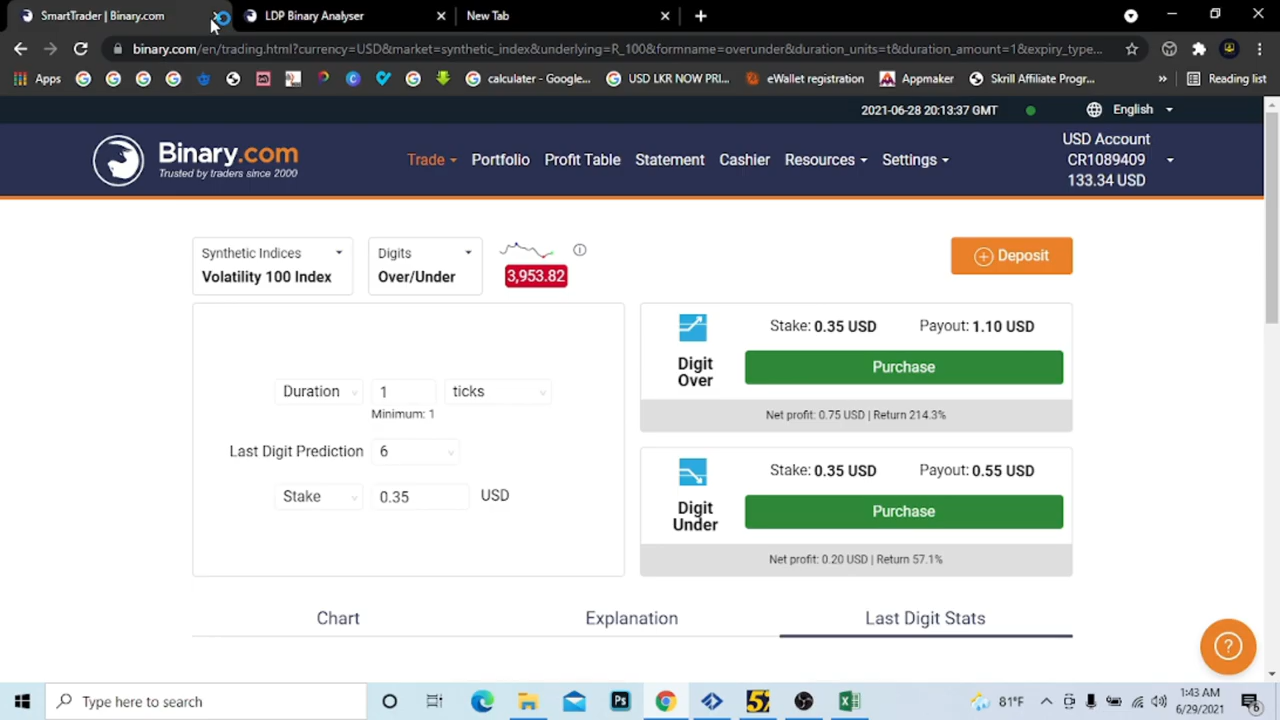 SmartTrader | Binary.com
LDP Binary Analyser
New Tab
binary.com/en/trading.html?currency=USD&market=synthetic_index&underlying=R_100&formname=overunder&duration_units=t&duration_amount=1&expiry_type...
Apps
calculater - Google...
USD LKR NOW PRI...
eWallet registration
Appmaker
Skrill Affiliate Progr...
»
Reading list
2021-06-28 20:13:37 GMT
English
Binary.com
Trusted by traders since 2000
Trade
Portfolio
Profit Table
Statement
Cashier
Resources
Settings
USD Account
CR1089409
133.34 USD
Synthetic Indices
Volatility 100 Index
Digits
Over/Under
3,953.82
Deposit
Duration
1
ticks
Minimum: 1
Last Digit Prediction
6
Stake
0.35
USD
Digit
Over
Stake: 0.35 USD
Payout: 1.10 USD
Purchase
Net profit: 0.75 USD | Return 214.3%
Digit
Under
Stake: 0.35 USD
Payout: 0.55 USD
Purchase
Net profit: 0.20 USD | Return 57.1%
Chart
Explanation
Last Digit Stats
?
Type here to search
Ps
81°F
1:43 AM
6/29/2021